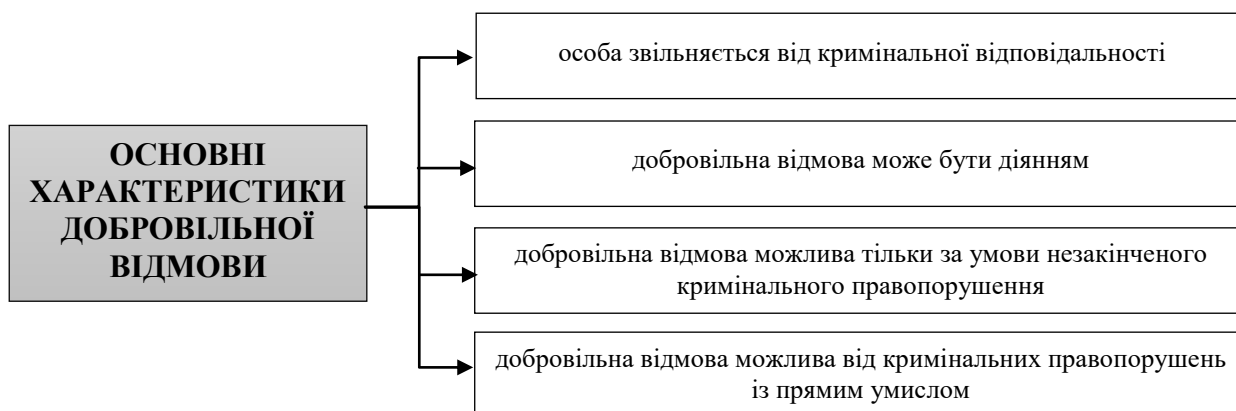 ОСНОВНІ
ХАРАКТЕРИСТИКИ
ДОБРОВІЛЬНОЇ
ВІДМОВИ
особа звільняється від кримінальної відповідальності
добровільна відмова може бути діянням
добровільна відмова можлива тільки за умови незакінченого
кримінального правопорушення
добровільна відмова можлива від кримінальних правопорушень
із прямим умислом